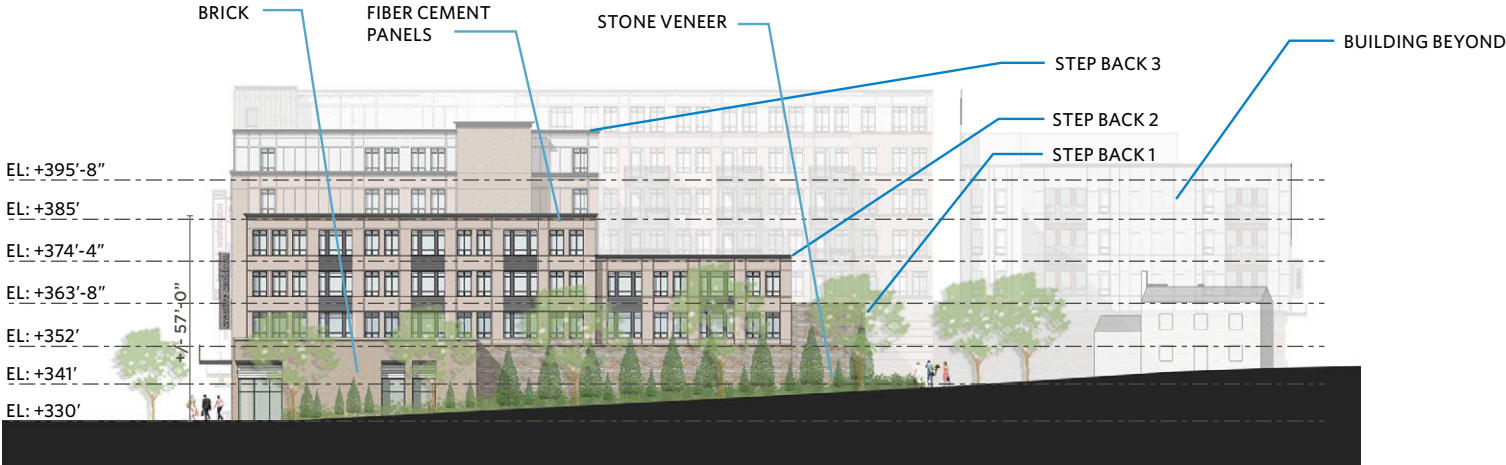 BRICK
FIBER CEMENT
PANELS
STONE VENEER
BUILDING BEYOND
STEP BACK 3
STEP BACK 2
STEP BACK 1
EL: +395'-8"
EL: +385'
EL: +374'-4"
EL: +363'-8"
EL: +352'
EL: +341'
EL: +330'
+/- 57'-0"